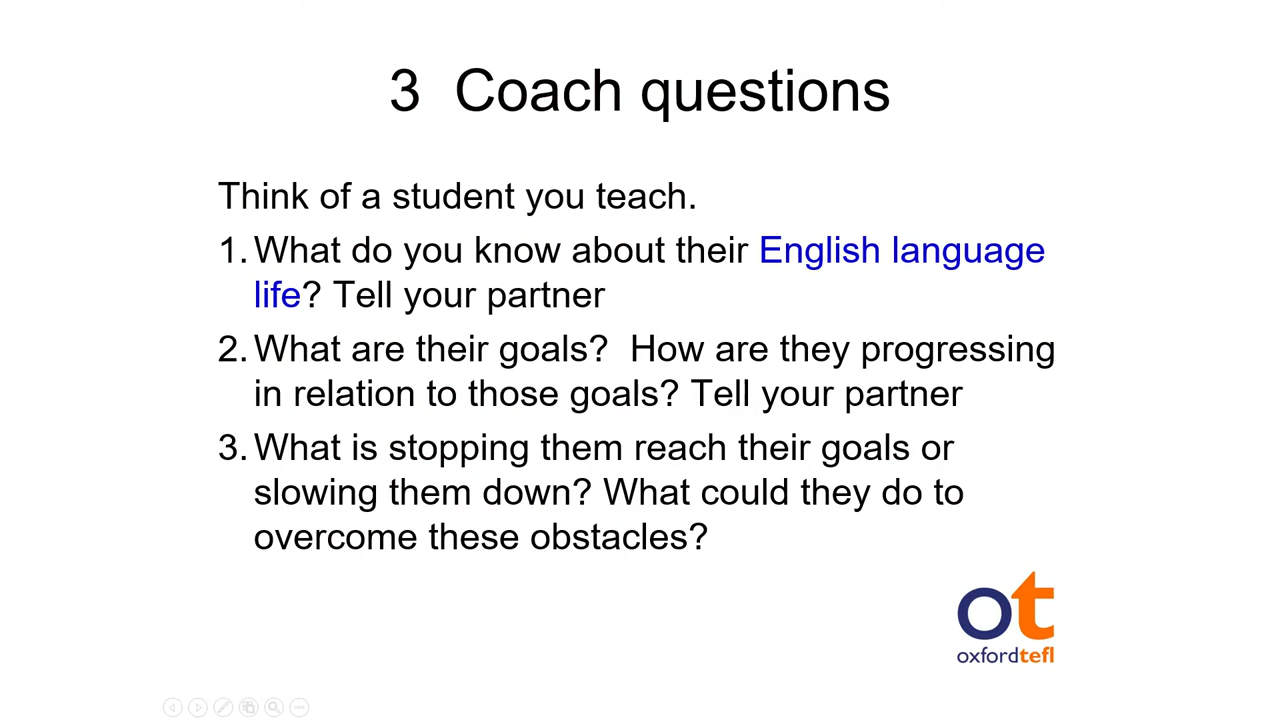 3  Coach questions
Think of a student you teach.
1. What do you know about their English language
life? Tell your partner
2. What are their goals?  How are they progressing
in relation to those goals? Tell your partner
3. What is stopping them reach their goals or
slowing them down? What could they do to
overcome these obstacles?
ot
oxfordtefl